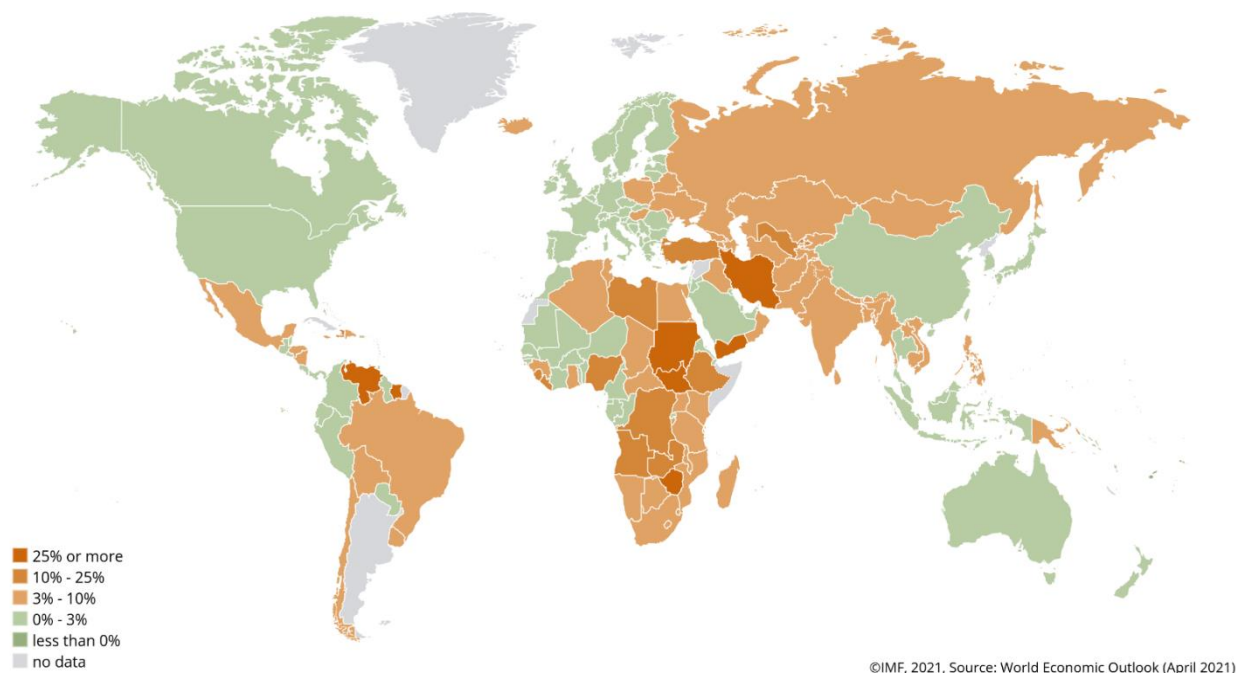 25% or more
10% - 25%
3% - 10%
0% - 3%
less than 0%
no data
©IMF, 2021, Source: World Economic Outlook (April 2021)